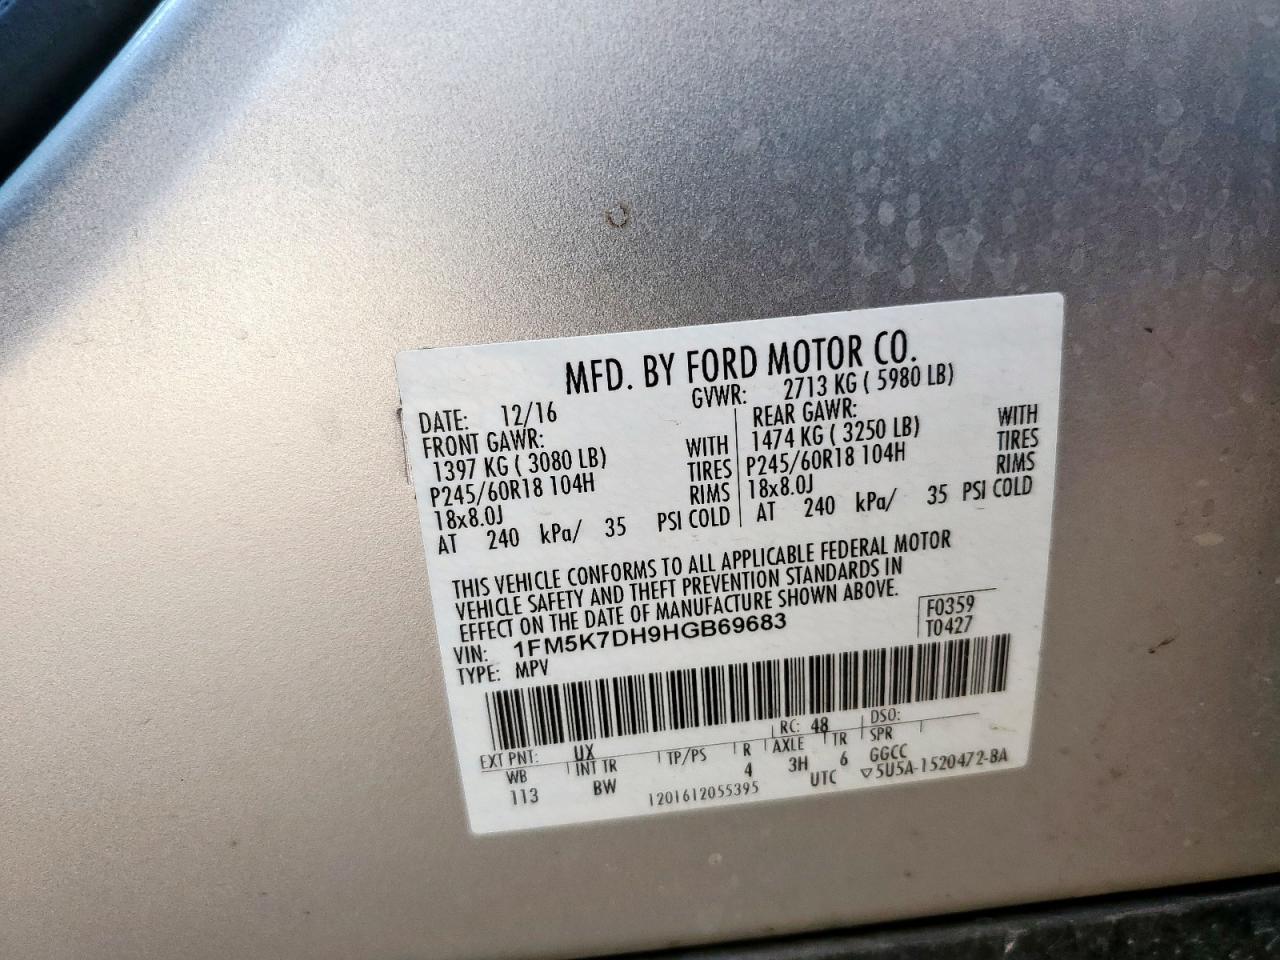 MFD. BY FORD MOTOR CO.
DATE: 12/16 GVWR: 2713 KG ( 5980 LB)
FRONT GAWR: REAR GAWR:
1397 KG ( 3080 LB) WITH 1474 KG ( 3250 LB) WITH
P245/60R18 104H TIRES P245/60R18 104H TIRES
18x8.0J RIMS 18x8.0J RIMS
AT 240 kPa/ 35 PSI COLD AT 240 kPa/ 35 PSI COLD
THIS VEHICLE CONFORMS TO ALL APPLICABLE FEDERAL MOTOR
VEHICLE SAFETY AND THEFT PREVENTION STANDARDS IN
EFFECT ON THE DATE OF MANUFACTURE SHOWN ABOVE.
F0359
T0427
VIN: 1FM5K7DH9HGB69683
TYPE: MPV
EXT PNT: UX RC: 48 DSO:
WB INT TR TP/PS R AXLE TR SPR
113 BW 4 3H 6 GGCC
1201612055395 UTC ▽5U5A-1520472-BA